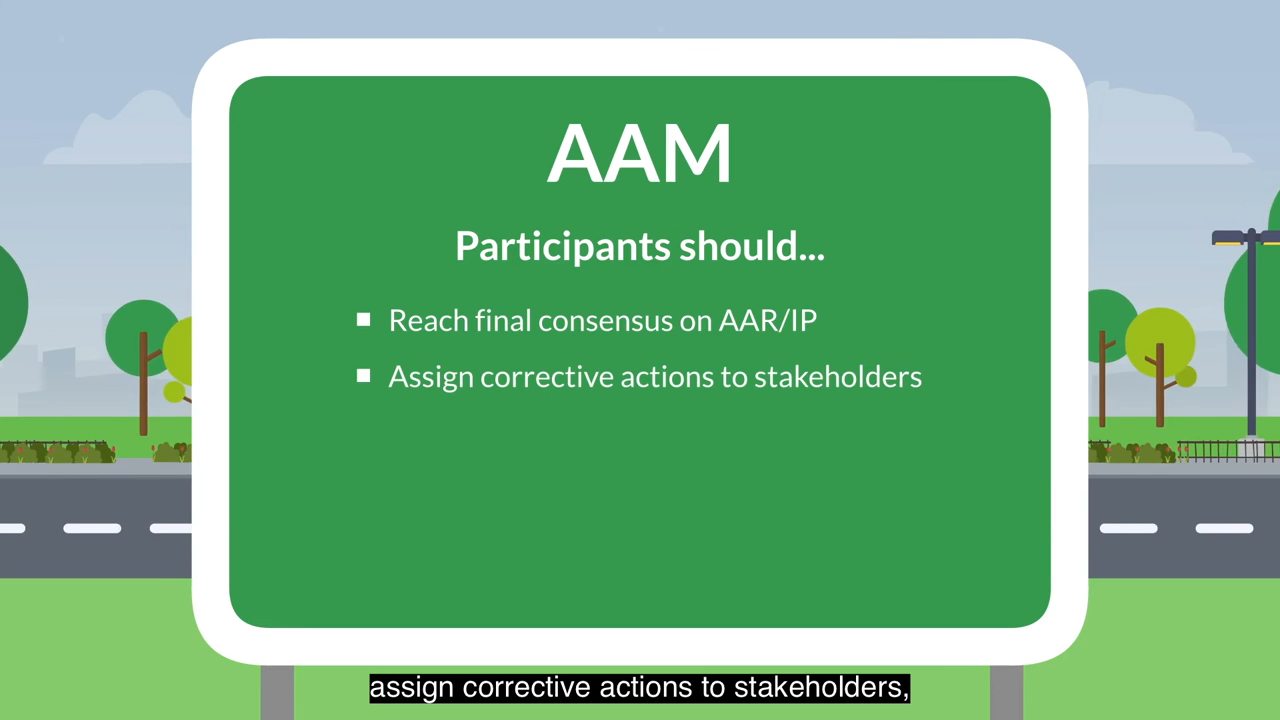 AAM
Participants should...
Reach final consensus on AAR/IP
Assign corrective actions to stakeholders
assign corrective actions to stakeholders,